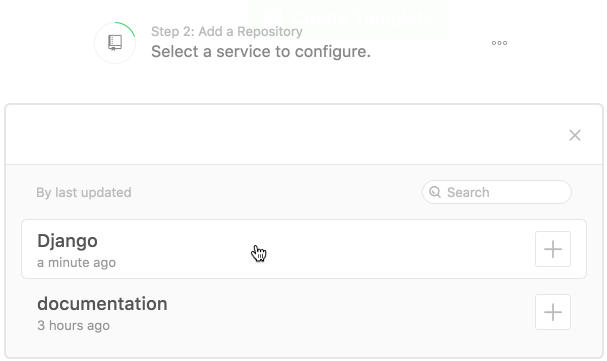 Step 2: Add a Repository
Select a service to configure.
By last updated
Search
Django
a minute ago
documentation
3 hours ago